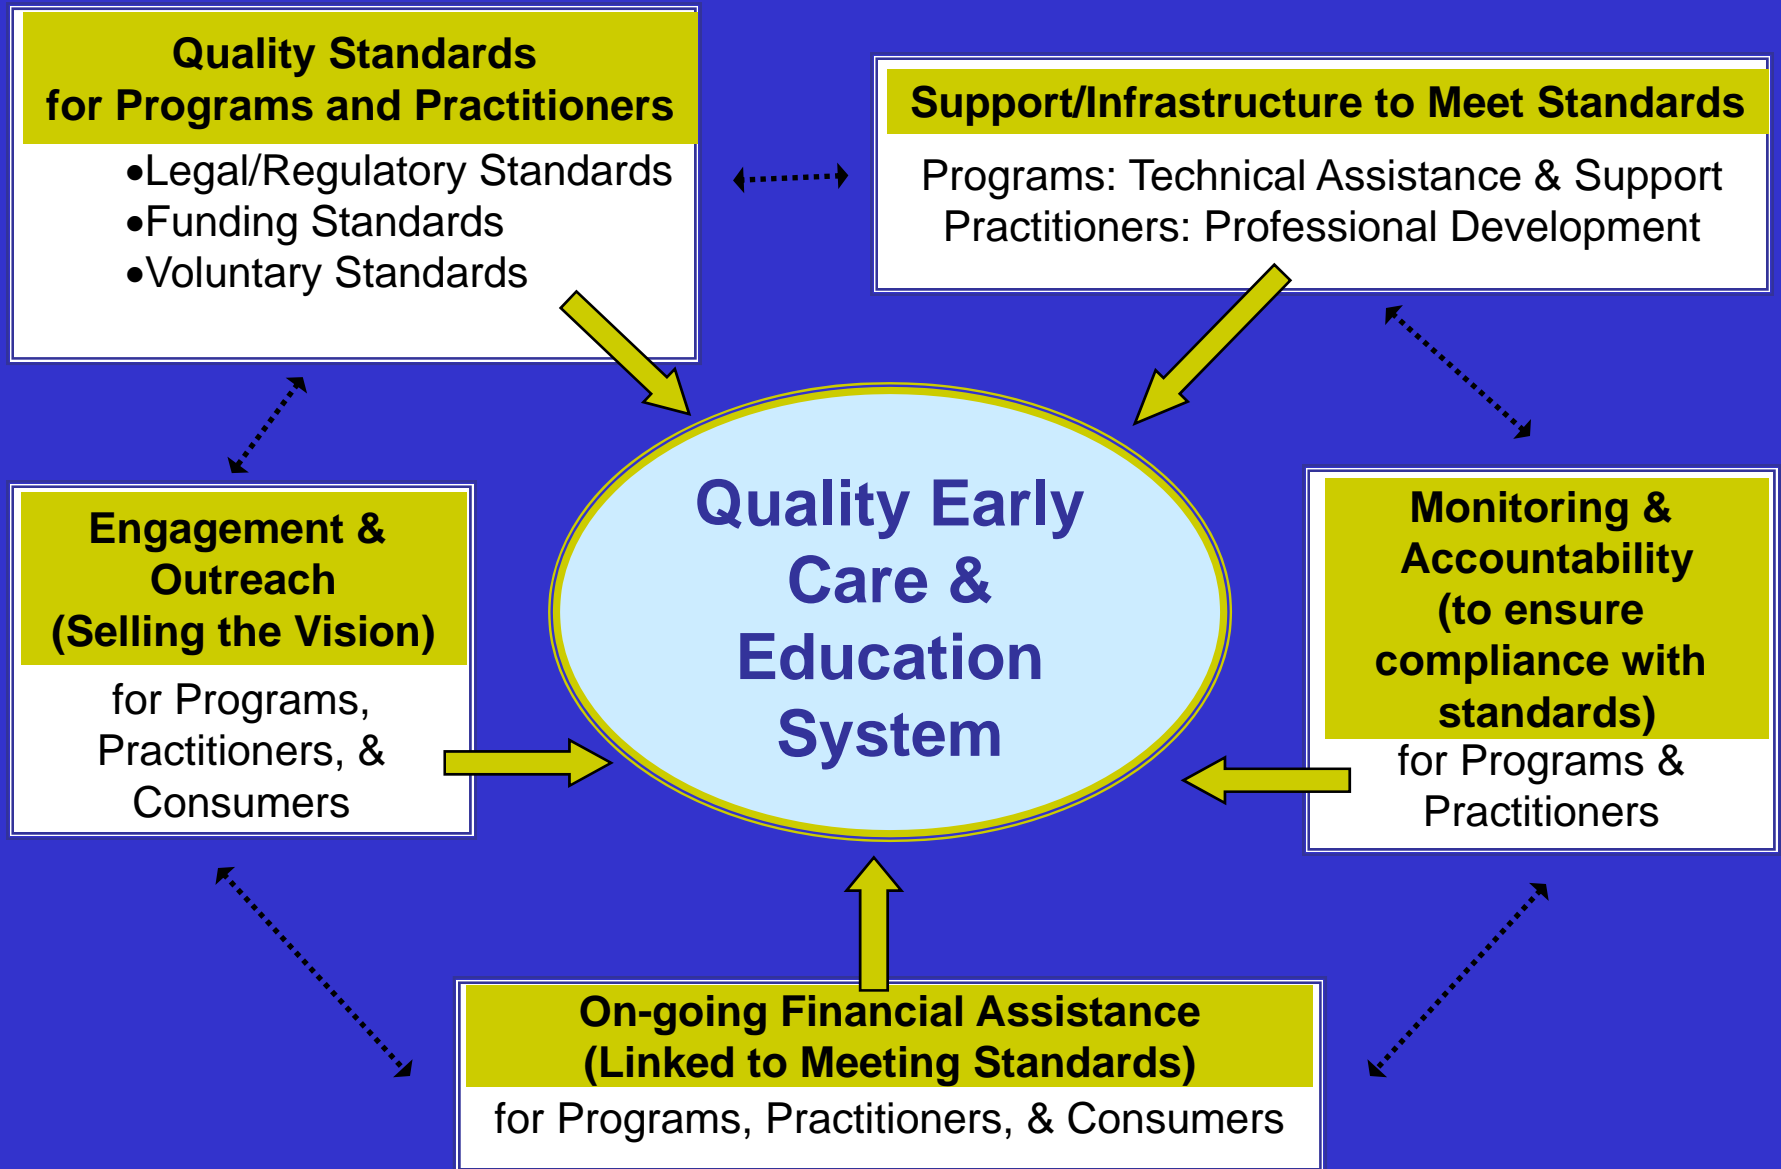 Quality Standards
for Programs and Practitioners
•Legal/Regulatory Standards
•Funding Standards
•Voluntary Standards
Support/Infrastructure to Meet Standards
Programs: Technical Assistance & Support
Practitioners: Professional Development
Engagement &
Outreach
(Selling the Vision)
for Programs,
Practitioners, &
Consumers
Quality Early
Care &
Education
System
Monitoring &
Accountability
(to ensure
compliance with
standards)
for Programs &
Practitioners
On-going Financial Assistance
(Linked to Meeting Standards)
for Programs, Practitioners, & Consumers